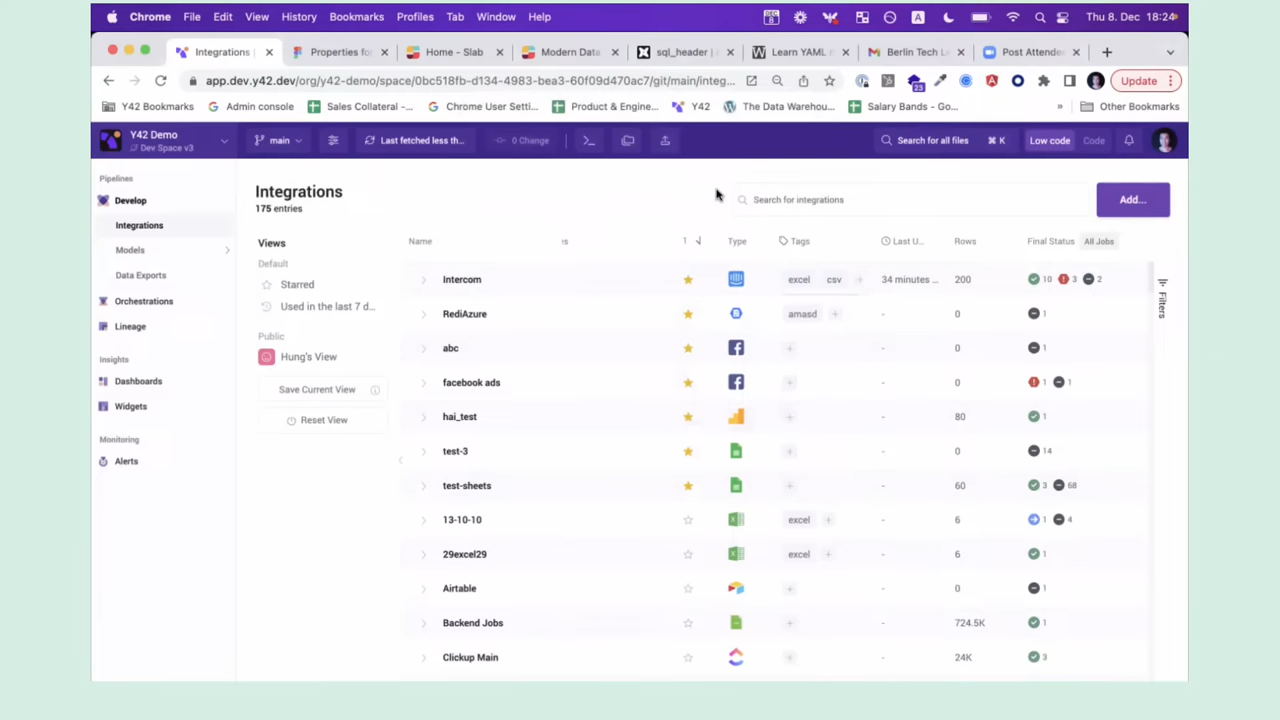 Chrome File Edit View History Bookmarks Profiles Tab Window Help
DEC 8 A Thu 8. Dec 18:24
Integrations |
Properties for
Home - Slab
Modern Data
sql_header |
Learn YAML
Berlin Tech L
Post Attende
app.dev.y42.dev/org/y42-demo/space/0bc518fb-d134-4983-bea3-60f09d470ac7/git/main/integ...
23
Update
Y42 Bookmarks
Admin console
Sales Collateral -...
Chrome User Setti...
Product & Engine...
Y42
The Data Warehou...
Salary Bands - Go...
»
Other Bookmarks
Y42 Demo
Dev Space v3
main
Last fetched less th...
0 Change
Search for all files ⌘ K
Low code
Code
Pipelines
Develop
Integrations
Models
Data Exports
Orchestrations
Lineage
Insights
Dashboards
Widgets
Monitoring
Alerts
Integrations
175 entries
Search for integrations
Add...
Views
Default
Starred
Used in the last 7 d...
Public
Hung's View
Save Current View
Reset View
Name s 1 Type Tags Last U... Rows Final Status All Jobs
Intercom excel csv + 34 minutes ... 200 10 3 2
RediAzure amasd + - 0 1
abc + - 0 1
facebook ads + - 0 1 1
hai_test + - 80 1
test-3 + - 0 14
test-sheets + - 60 3 68
13-10-10 excel + - 6 1 4
29excel29 excel + - 6 1
Airtable + - 0 1
Backend Jobs + - 724.5K 1
Clickup Main + - 24K 3
Filters